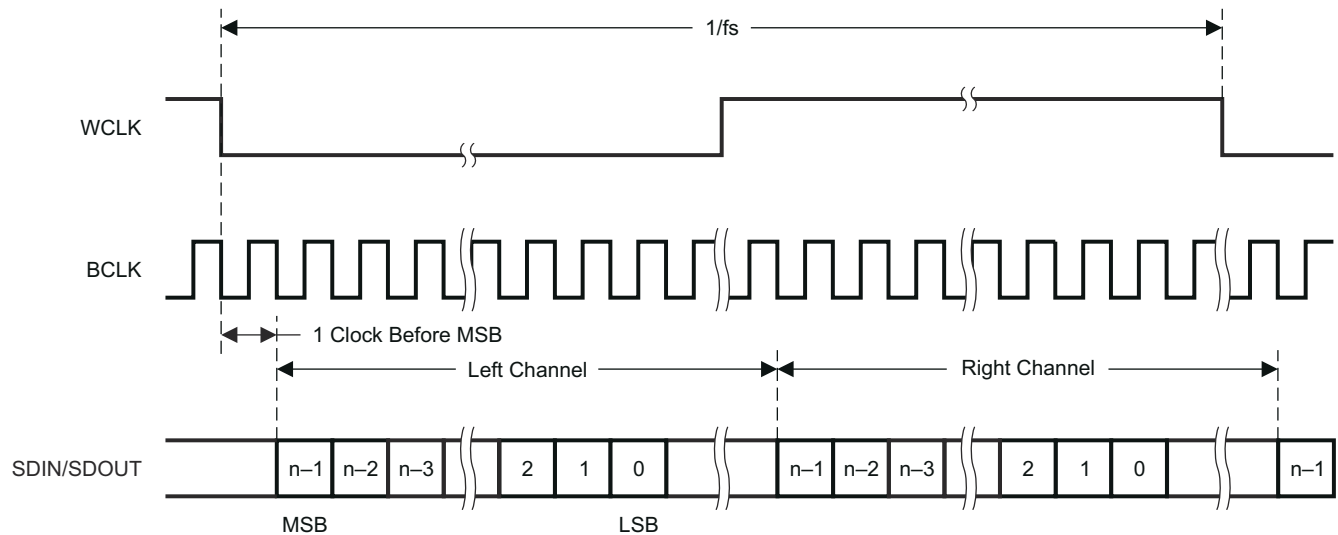 1/fs
WCLK
BCLK
1 Clock Before MSB
Left Channel
Right Channel
SDIN/SDOUT
n–1 n–2 n–3 2 1 0 n–1 n–2 n–3 2 1 0 n–1
MSB LSB